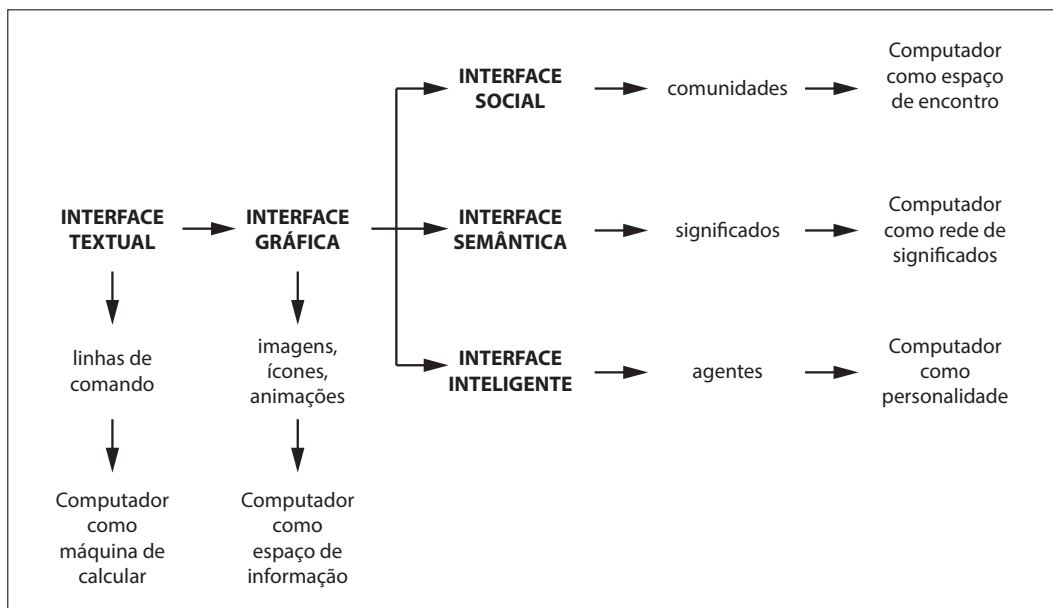 INTERFACE
TEXTUAL
linhas de
comando
Computador
como
máquina de
calcular
INTERFACE
GRÁFICA
imagens,
ícones,
animações
Computador
como
espaço de
informação
INTERFACE
SOCIAL
comunidades
Computador
como espaço
de encontro
INTERFACE
SEMÂNTICA
significados
Computador
como rede de
significados
INTERFACE
INTELIGENTE
agentes
Computador
como
personalidade